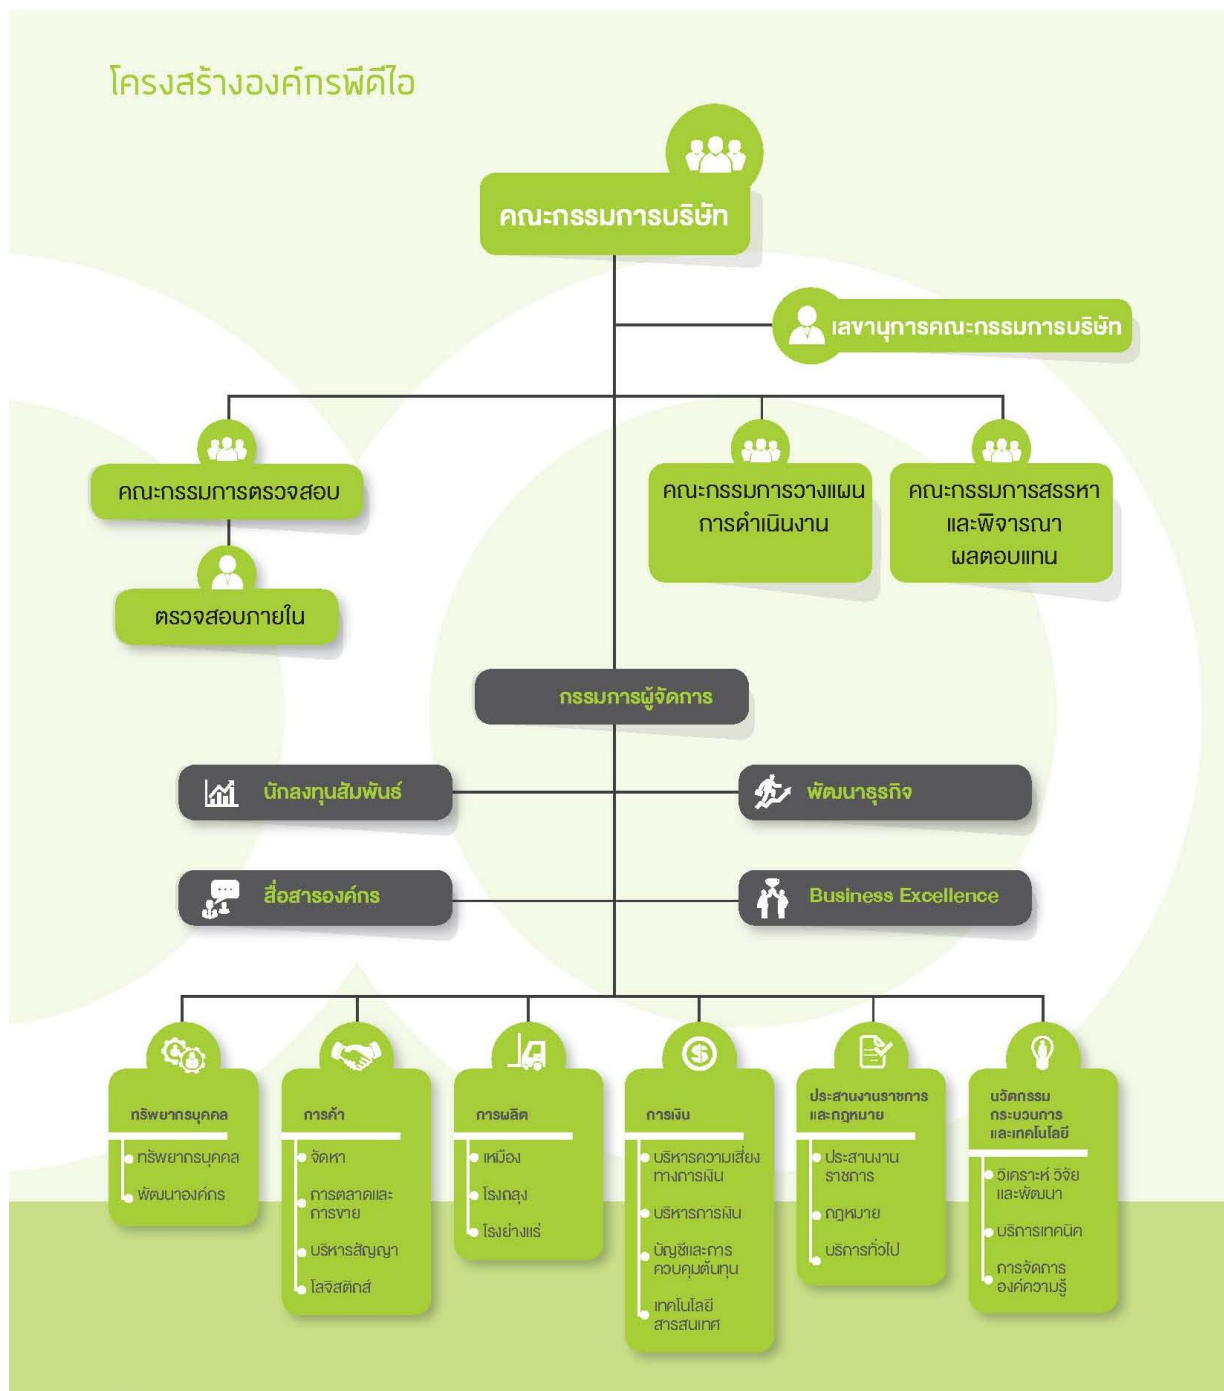 โครงสร้างองค์กรพีดีไอ
คณะกรรมการบริษัท
เลขานุการคณะกรรมการบริษัท
คณะกรรมการตรวจสอบ
ตรวจสอบภายใน
คณะกรรมการวางแผน
การดำเนินงาน
คณะกรรมการสรรหา
และพิจารณา
ผลตอบแทน
กรรมการผู้จัดการ
นักลงทุนสัมพันธ์
พัฒนาธุรกิจ
สื่อสารองค์กร
Business Excellence
ทรัพยากรบุคคล
ทรัพยากรบุคคล
พัฒนาองค์กร
การค้า
จัดหา
การตลาดและ
การขาย
บริหารสัญญา
โลจิสติกส์
การผลิต
เหมือง
โรงถลุง
โรงย่างแร่
การเงิน
บริหารความเสี่ยง
ทางการเงิน
บริหารการเงิน
บัญชีและการ
ควบคุมต้นทุน
เทคโนโลยี
สารสนเทศ
ประสานงานราชการ
และกฎหมาย
ประสานงาน
ราชการ
กฎหมาย
บริการทั่วไป
นวัตกรรม
กระบวนการ
และเทคโนโลยี
วิเคราะห์ วิจัย
และพัฒนา
บริการเทคนิค
การจัดการ
องค์ความรู้